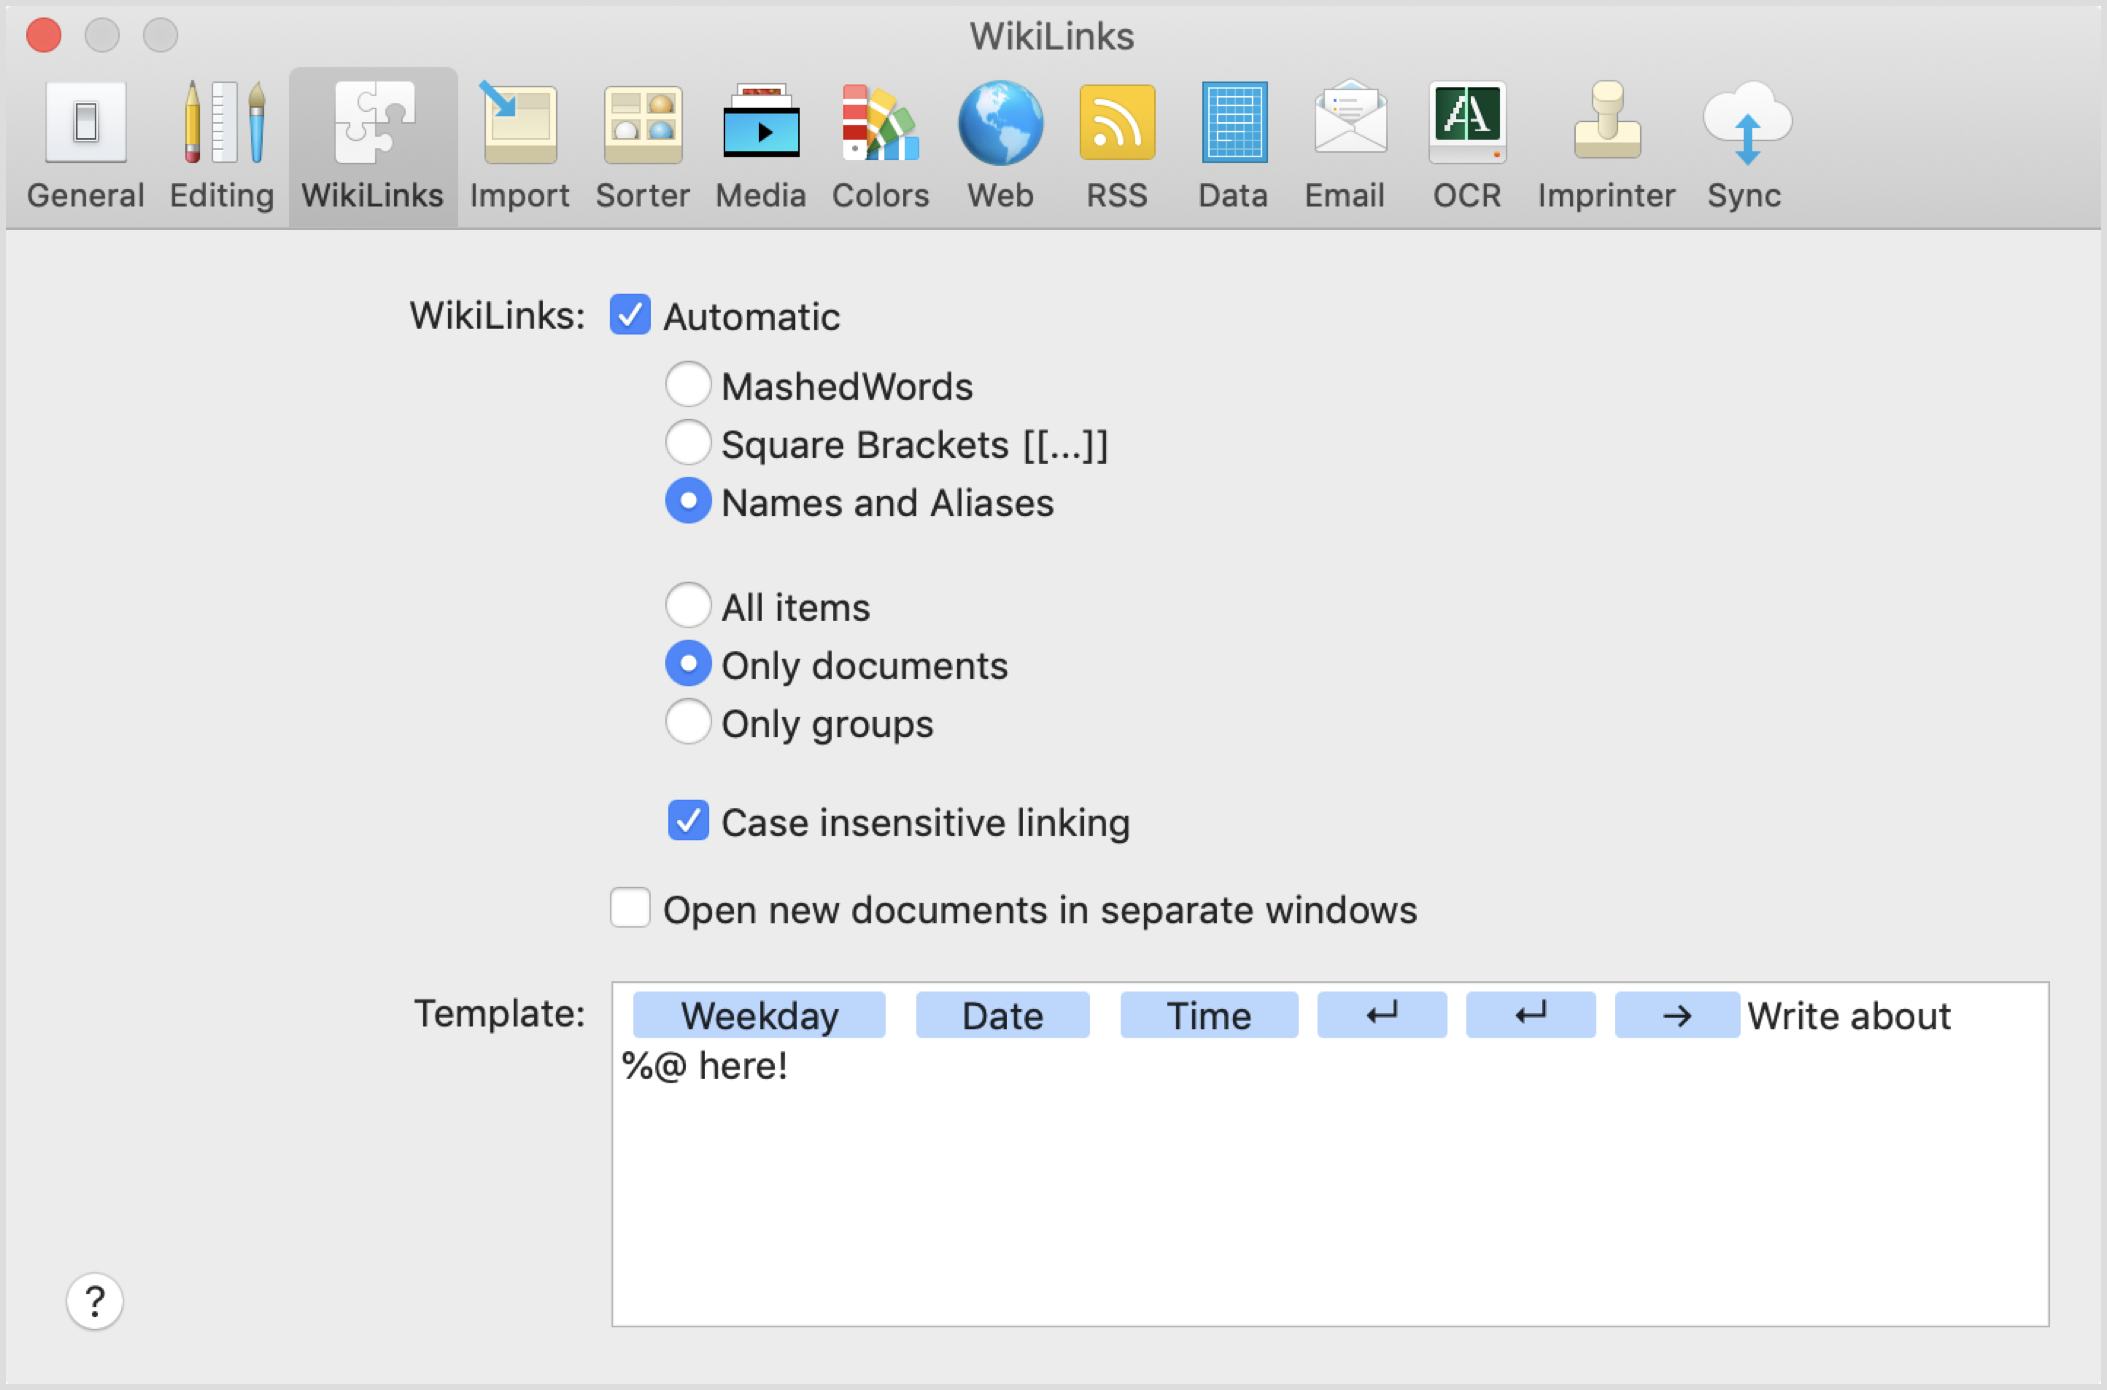 WikiLinks
General Editing WikiLinks Import Sorter Media Colors Web RSS Data Email OCR Imprinter Sync
WikiLinks: Automatic
MashedWords
Square Brackets [[...]]
Names and Aliases
All items
Only documents
Only groups
Case insensitive linking
Open new documents in separate windows
Template: Weekday Date Time ↵ ↵ → Write about
%@ here!
?